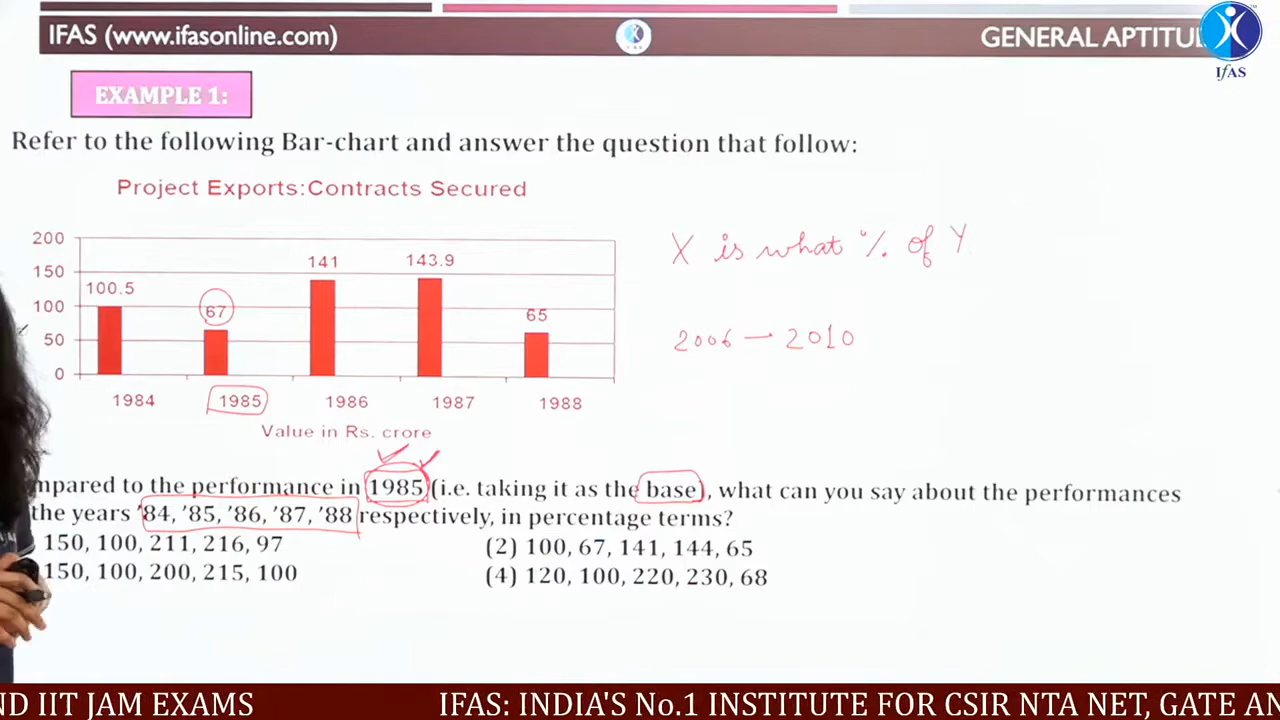 IFAS (www.ifasonline.com)
GENERAL APTITU
IfAS
EXAMPLE 1:
Refer to the following Bar-chart and answer the question that follow:
Project Exports:Contracts Secured
200
150
100
50
0
100.5
67
141
143.9
65
1984
1985
1986
1987
1988
Value in Rs. crore
X is what % of Y
2006 — 2010
mpared to the performance in 1985 (i.e. taking it as the base), what can you say about the performances
the years '84, '85, '86, '87, '88 respectively, in percentage terms?
150, 100, 211, 216, 97
(2) 100, 67, 141, 144, 65
150, 100, 200, 215, 100
(4) 120, 100, 220, 230, 68
ND IIT JAM EXAMS
IFAS: INDIA'S No.1 INSTITUTE FOR CSIR NTA NET, GATE AN